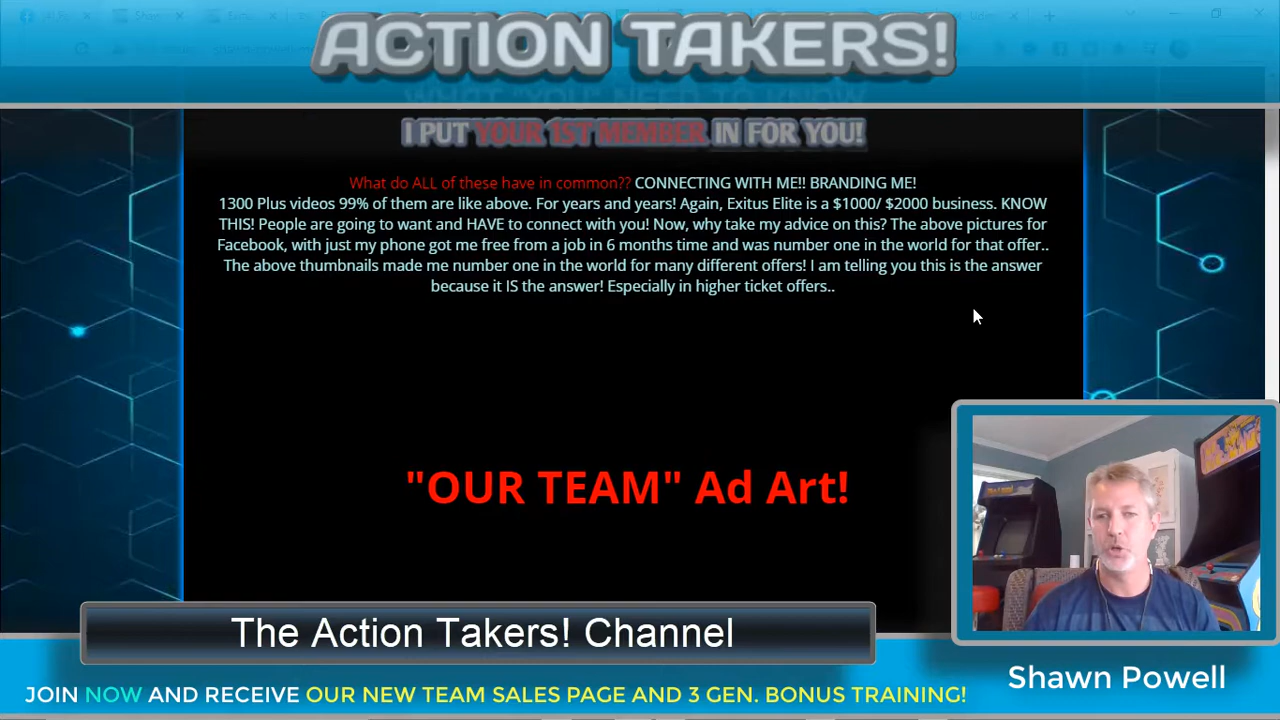 ACTION TAKERS!
WHAT "YOU" NEED TO KNOW
I PUT YOUR 1ST MEMBER IN FOR YOU!
What do ALL of these have in common?? CONNECTING WITH ME!! BRANDING ME!
1300 Plus videos 99% of them are like above. For years and years! Again, Exitus Elite is a $1000/ $2000 business. KNOW
THIS! People are going to want and HAVE to connect with you! Now, why take my advice on this? The above pictures for
Facebook, with just my phone got me free from a job in 6 months time and was number one in the world for that offer..
The above thumbnails made me number one in the world for many different offers! I am telling you this is the answer
because it IS the answer! Especially in higher ticket offers..
"OUR TEAM" Ad Art!
The Action Takers! Channel
Shawn Powell
JOIN NOW AND RECEIVE OUR NEW TEAM SALES PAGE AND 3 GEN. BONUS TRAINING!